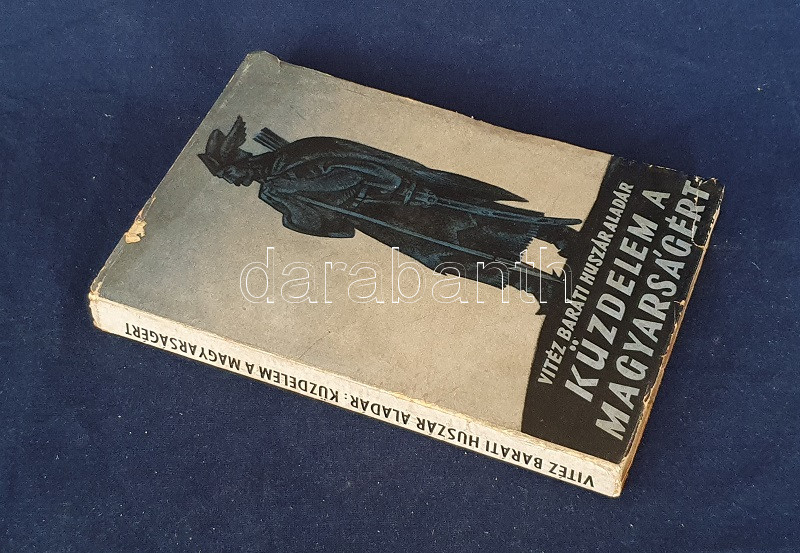 VITÉZ BARÁTI HUSZÁR ALADÁR
KÜZDELEM A
MAGYARSÁGÉRT
VITÉZ BARÁTI HUSZÁR ALADÁR: KÜZDELEM A MAGYARSÁGÉRT
darabanth